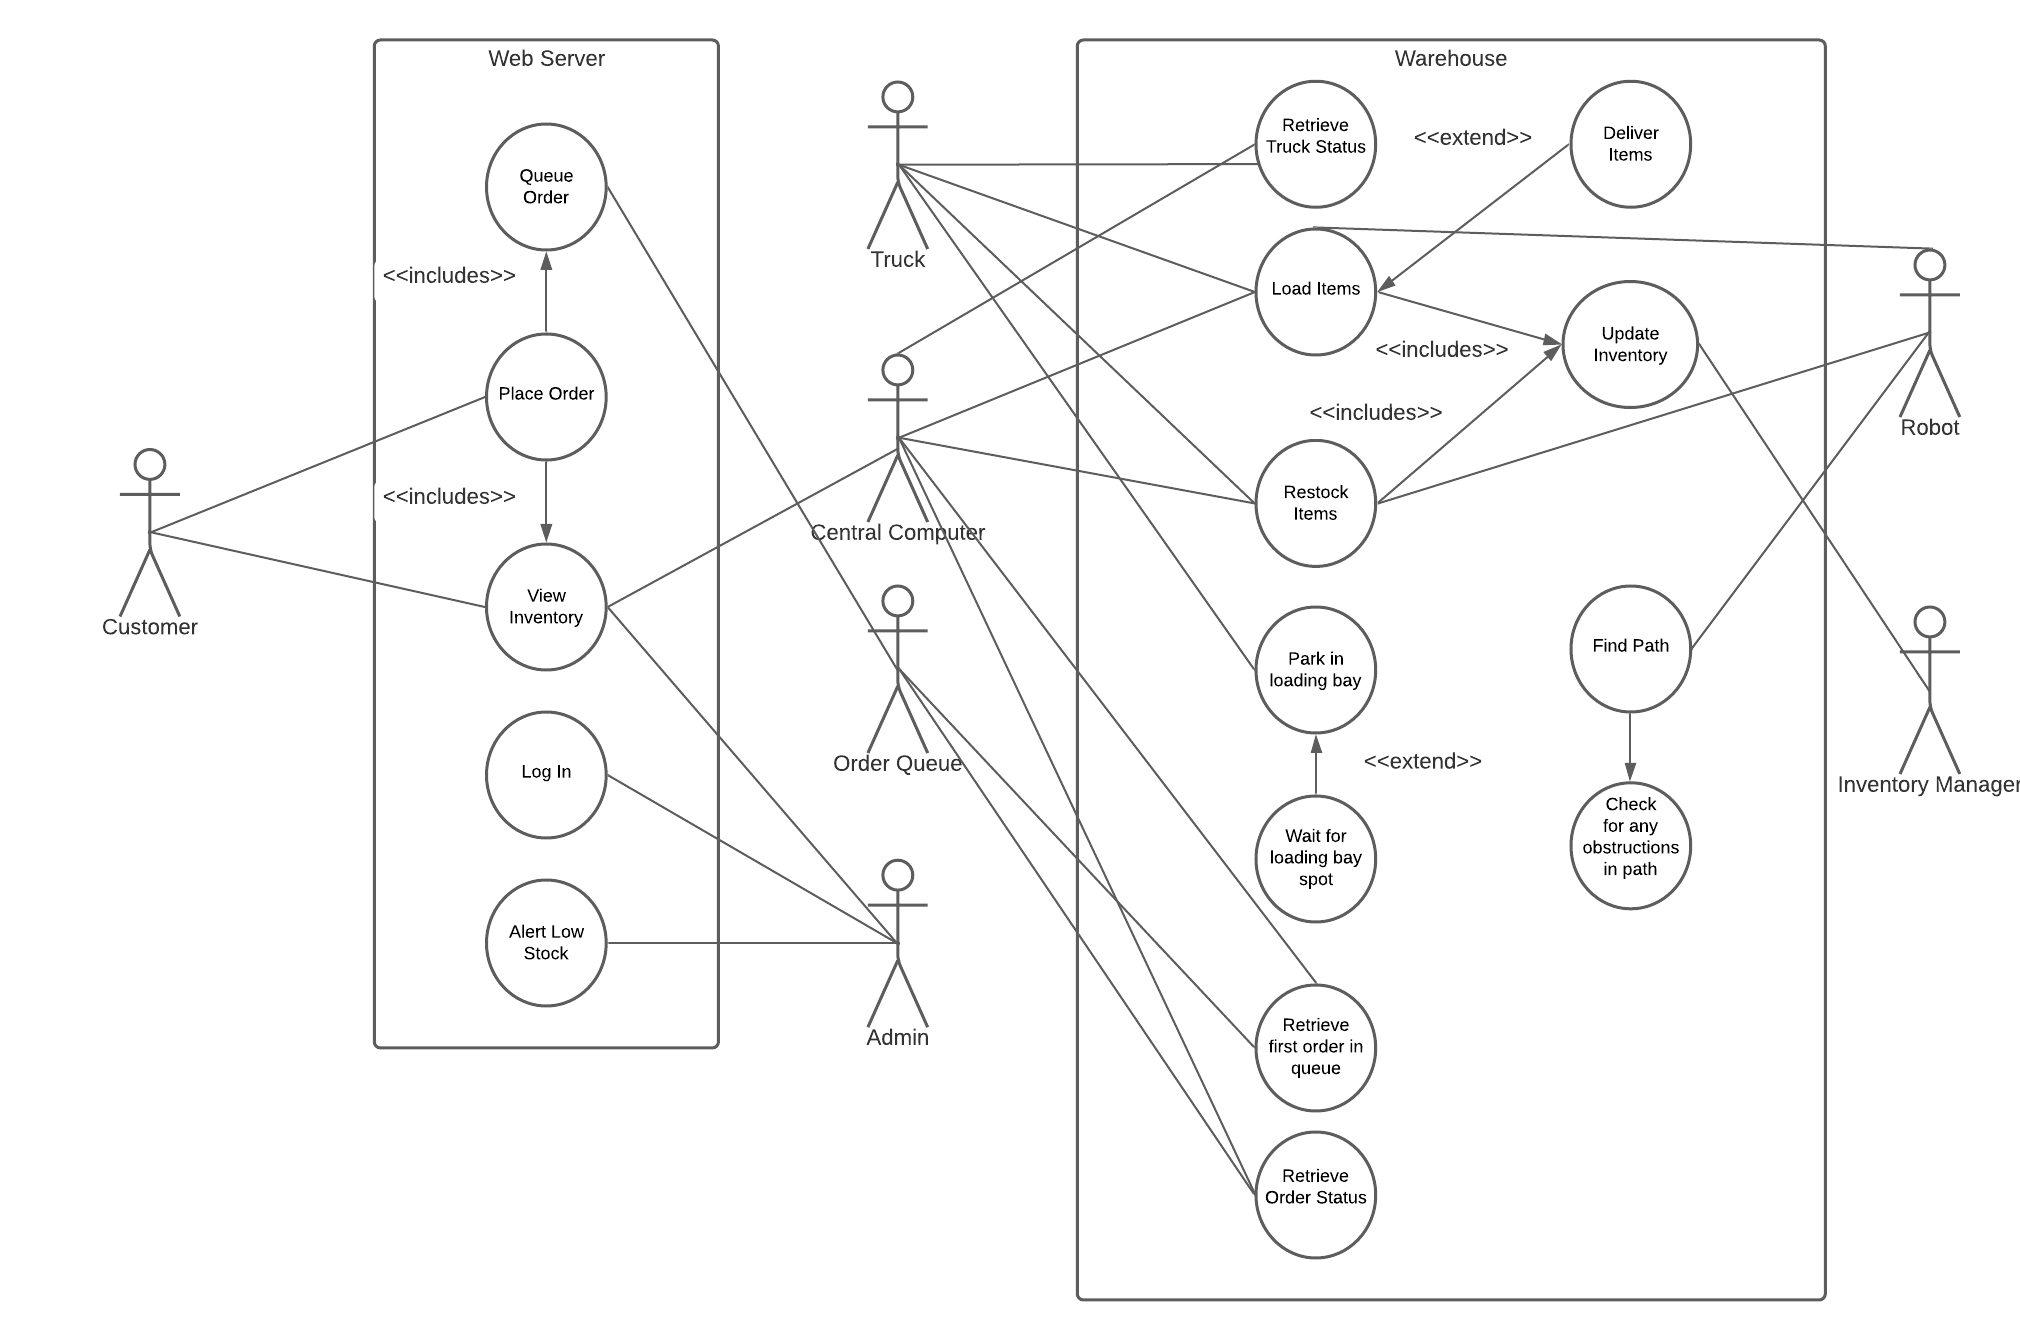 Web Server
Queue
Order
<<includes>>
Place Order
<<includes>>
View
Inventory
Log In
Alert Low
Stock
Customer
Truck
Central Computer
Order Queue
Admin
Warehouse
Retrieve
Truck Status
<<extend>>
Deliver
Items
Load Items
<<includes>>
Update
Inventory
<<includes>>
Restock
Items
Park in
loading bay
<<extend>>
Wait for
loading bay
spot
Find Path
Check
for any
obstructions
in path
Retrieve
first order in
queue
Retrieve
Order Status
Robot
Inventory Manager